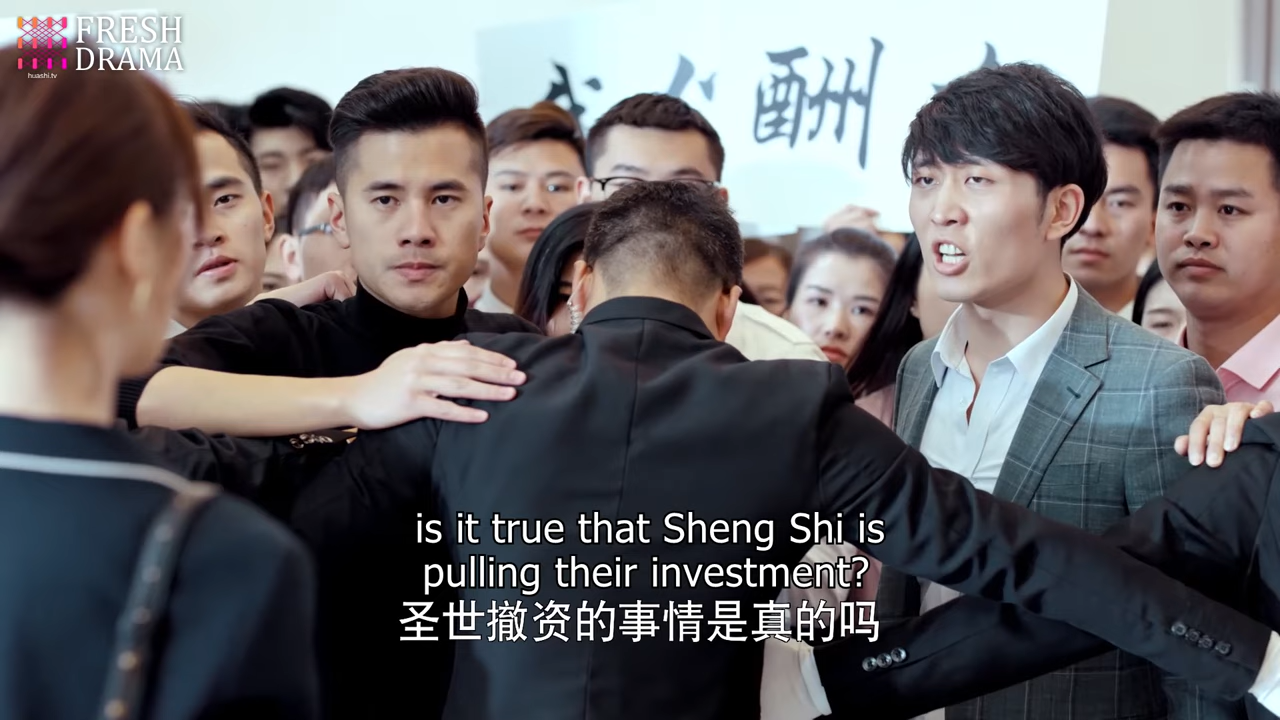 FRESH
DRAMA
huashi.tv
酬
is it true that Sheng Shi is
pulling their investment?
圣世撤资的事情是真的吗